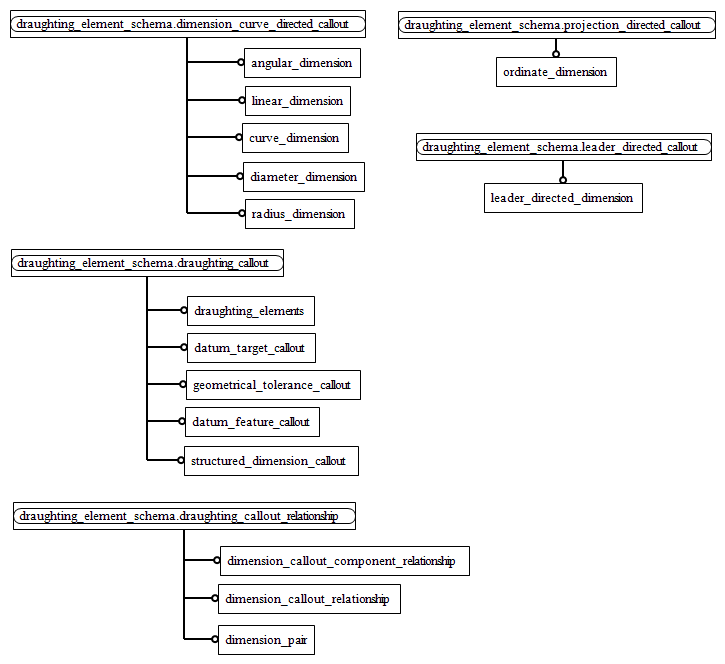 draughting_element_schema.dimension_curve_directed_callout
angular_dimension
linear_dimension
curve_dimension
diameter_dimension
radius_dimension
draughting_element_schema.projection_directed_callout
ordinate_dimension
draughting_element_schema.leader_directed_callout
leader_directed_dimension
draughting_element_schema.draughting_callout
draughting_elements
datum_target_callout
geometrical_tolerance_callout
datum_feature_callout
structured_dimension_callout
draughting_element_schema.draughting_callout_relationship
dimension_callout_component_relationship
dimension_callout_relationship
dimension_pair